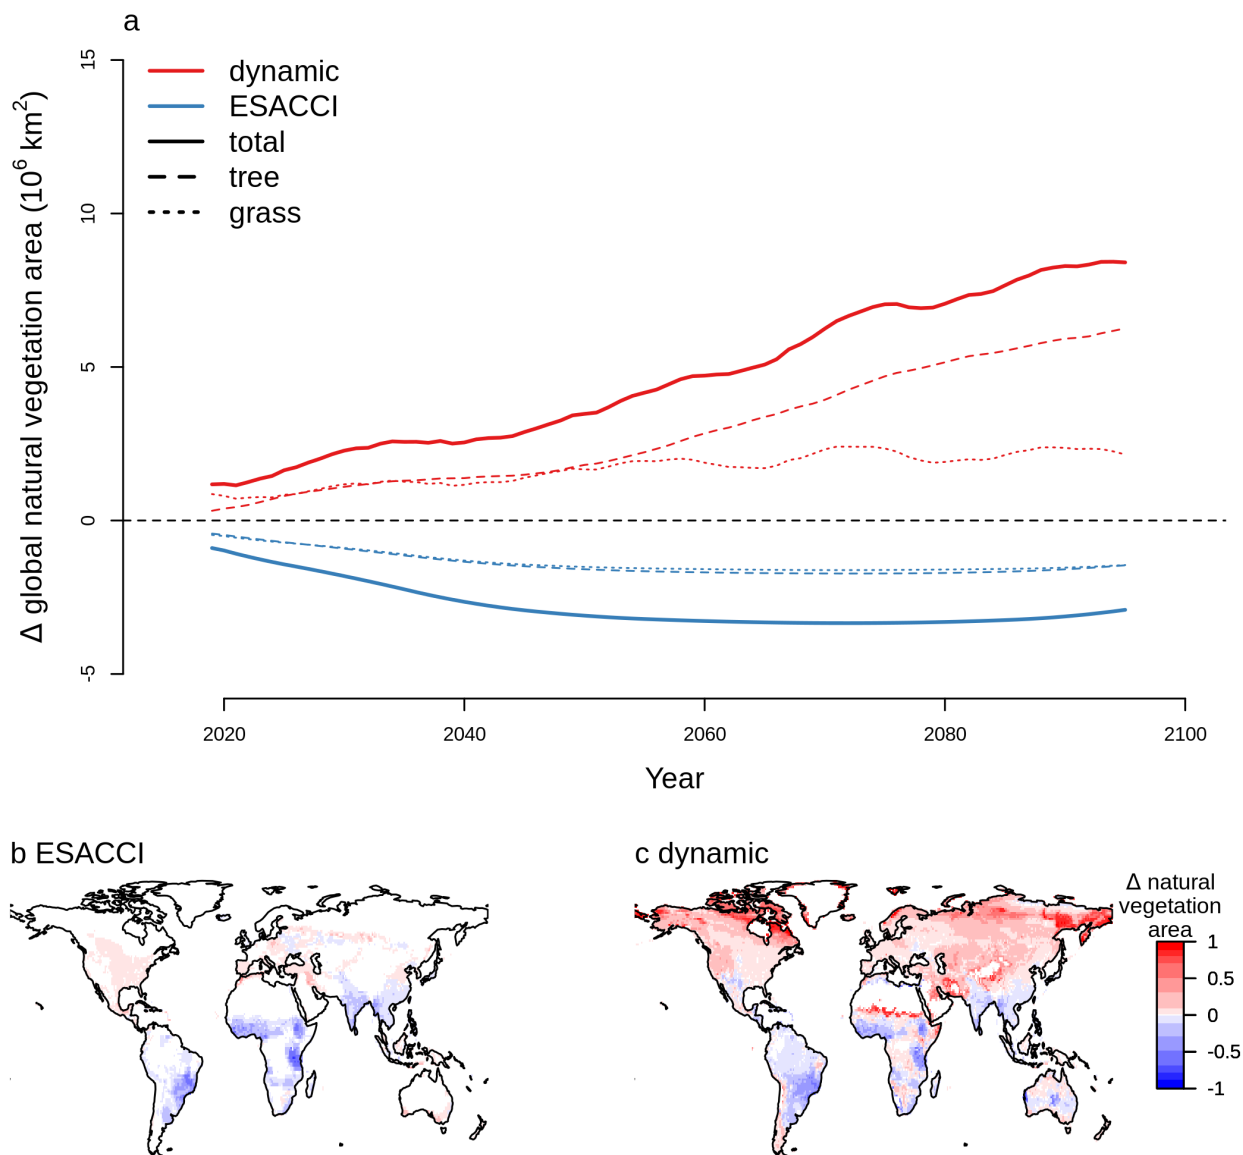 a
Δ global natural vegetation area (10⁶ km²)
15
10
5
0
-5
dynamic
ESACCI
total
tree
grass
2020
2040
2060
2080
2100
Year
b ESACCI
c dynamic
Δ natural
vegetation
area
1
0.5
0
-0.5
-1